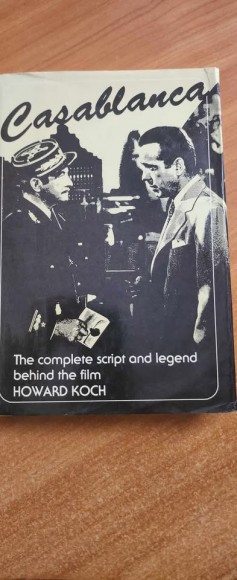 Casablanca
The complete script and legend
behind the film
HOWARD KOCH